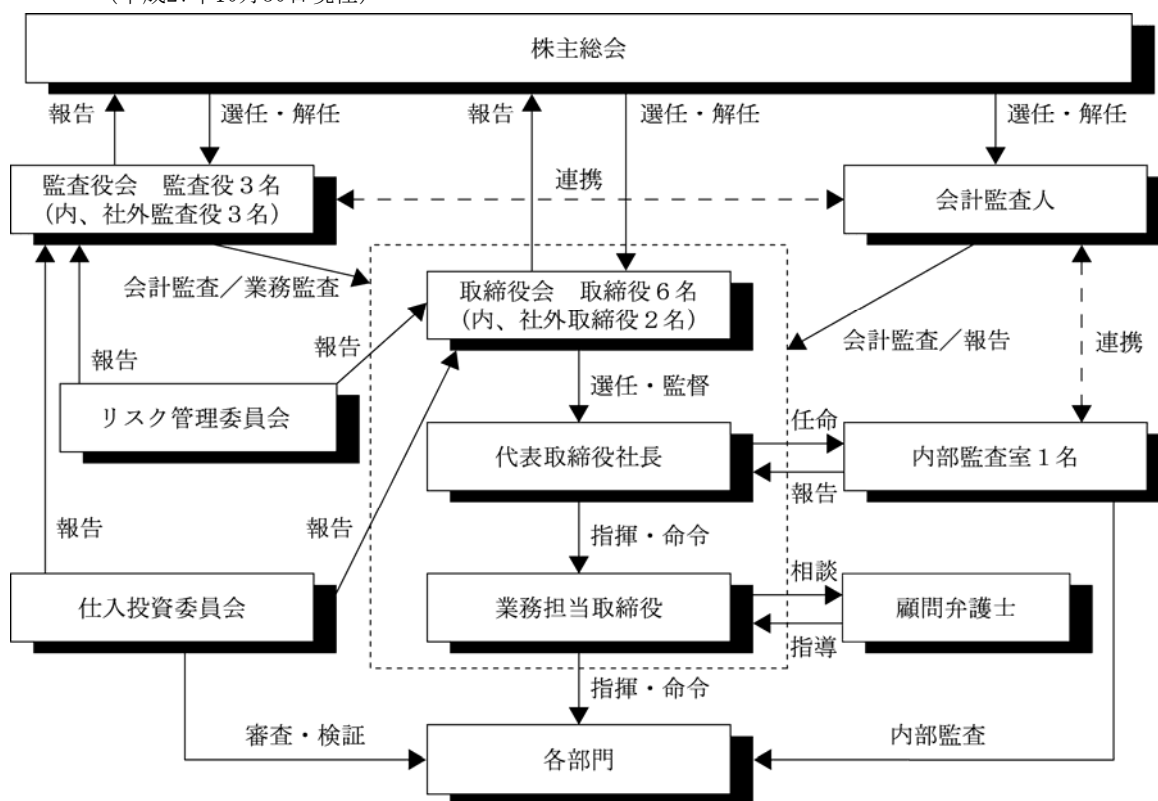 株主総会
報告
選任・解任
報告
選任・解任
選任・解任
監査役会　監査役3名
(内、社外監査役3名)
連携
会計監査人
会計監査／業務監査
取締役会　取締役6名
(内、社外取締役2名)
会計監査／報告
連携
報告
報告
リスク管理委員会
選任・監督
代表取締役社長
任命
報告
内部監査室1名
報告
報告
指揮・命令
仕入投資委員会
業務担当取締役
相談
指導
顧問弁護士
指揮・命令
審査・検証
各部門
内部監査